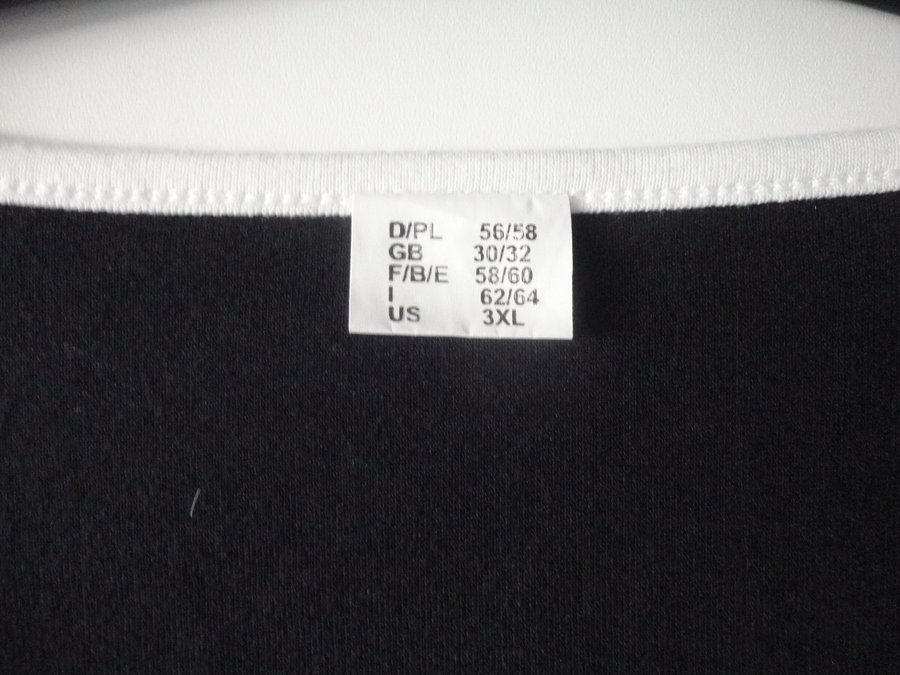 D/PL 56/58
GB 30/32
F/B/E 58/60
I 62/64
US 3XL